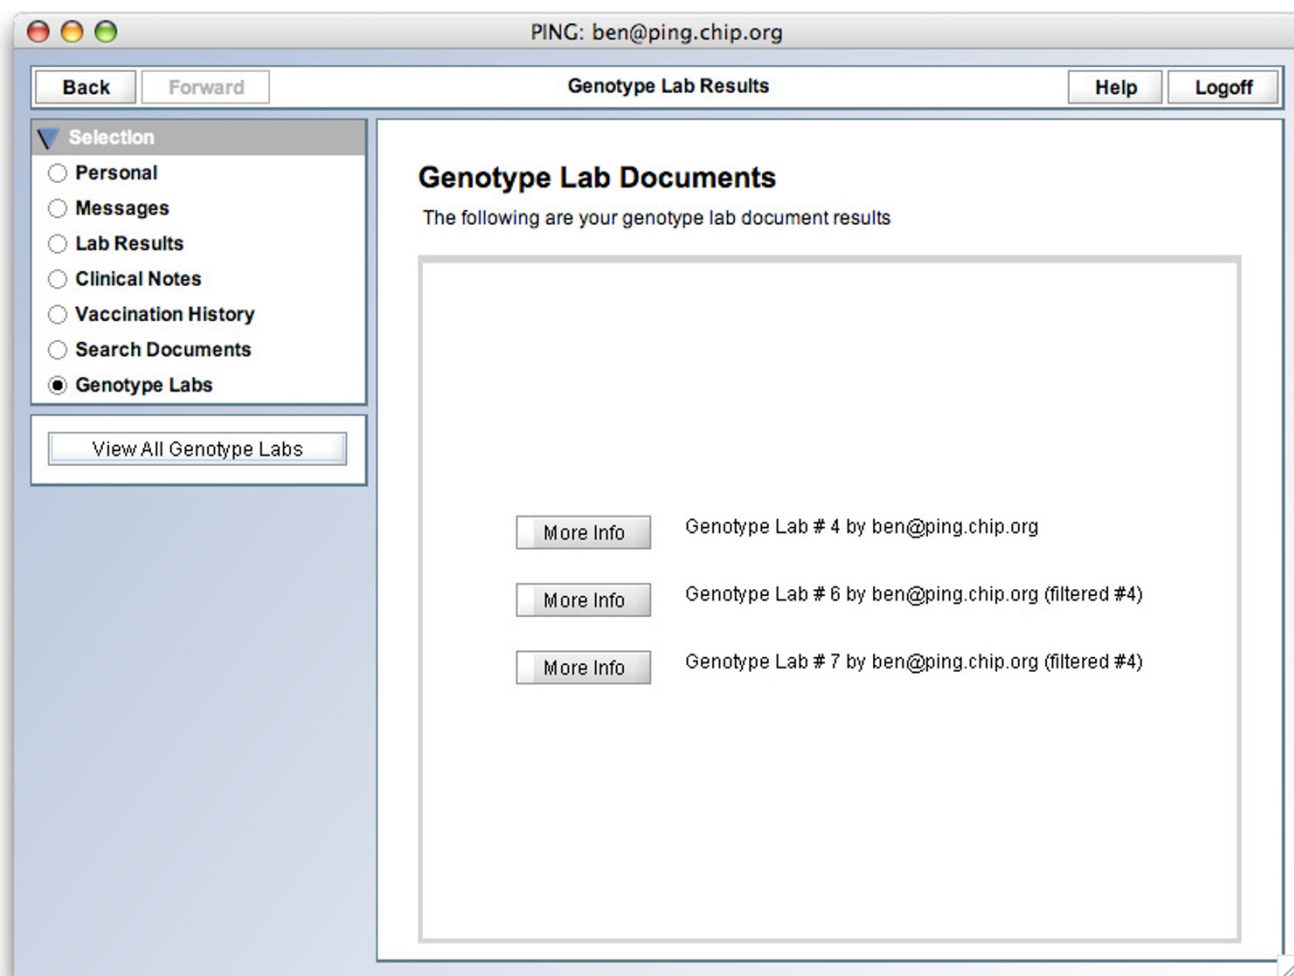 PING: ben@ping.chip.org
Back Forward Genotype Lab Results Help Logoff
Selection
Personal
Messages
Lab Results
Clinical Notes
Vaccination History
Search Documents
Genotype Labs
View All Genotype Labs
Genotype Lab Documents
The following are your genotype lab document results
More Info Genotype Lab # 4 by ben@ping.chip.org
More Info Genotype Lab # 6 by ben@ping.chip.org (filtered #4)
More Info Genotype Lab # 7 by ben@ping.chip.org (filtered #4)